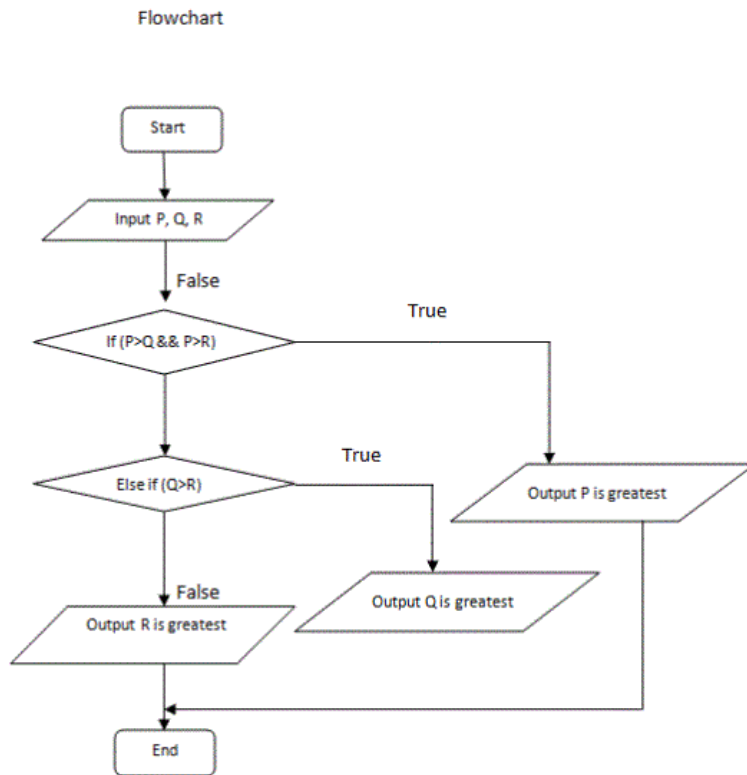 Flowchart
Start
Input P, Q, R
False
True
If (P>Q && P>R)
True
Else if (Q>R)
Output P is greatest
False
Output Q is greatest
Output R is greatest
End